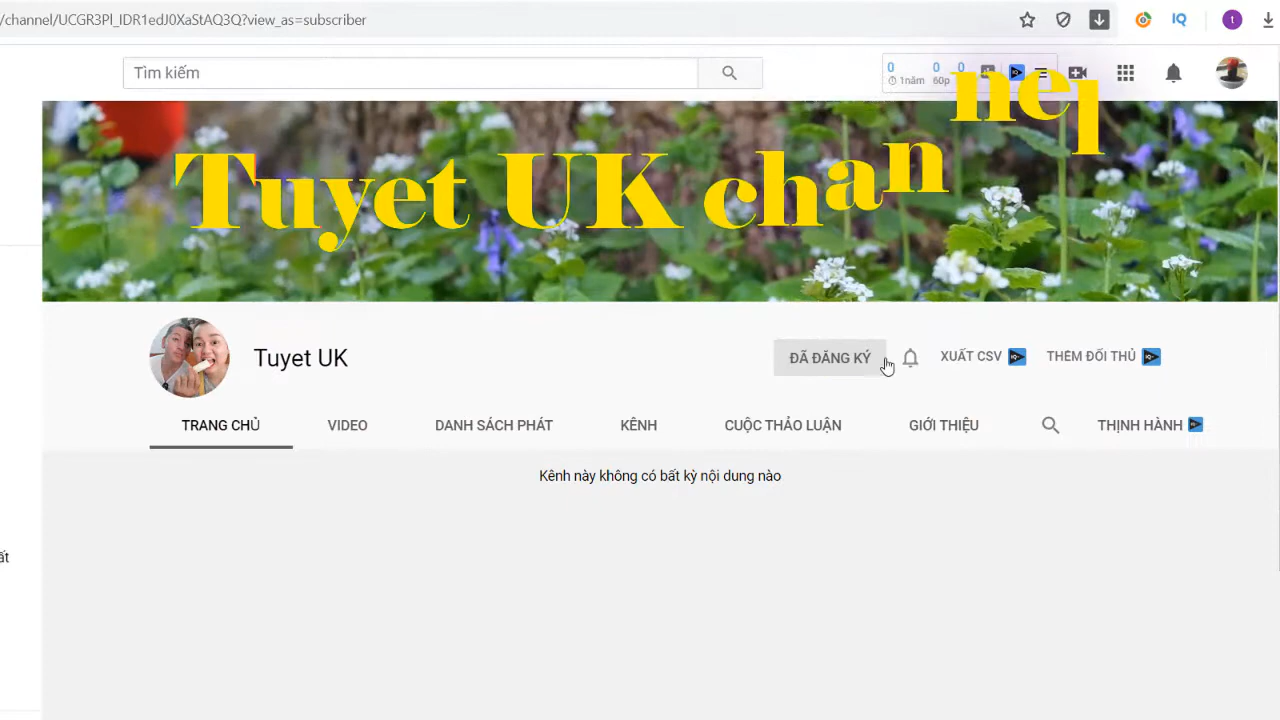 /channel/UCGR3Pl_IDR1edJ0XaStAQ3Q?view_as=subscriber
IQ
t
Tìm kiếm
0 0 0
1năm 60p
Tuyet UK channel
Tuyet UK
ĐÃ ĐĂNG KÝ
XUẤT CSV
THÊM ĐỐI THỦ
TRANG CHỦ
VIDEO
DANH SÁCH PHÁT
KÊNH
CUỘC THẢO LUẬN
GIỚI THIỆU
THỊNH HÀNH
Kênh này không có bất kỳ nội dung nào
ất